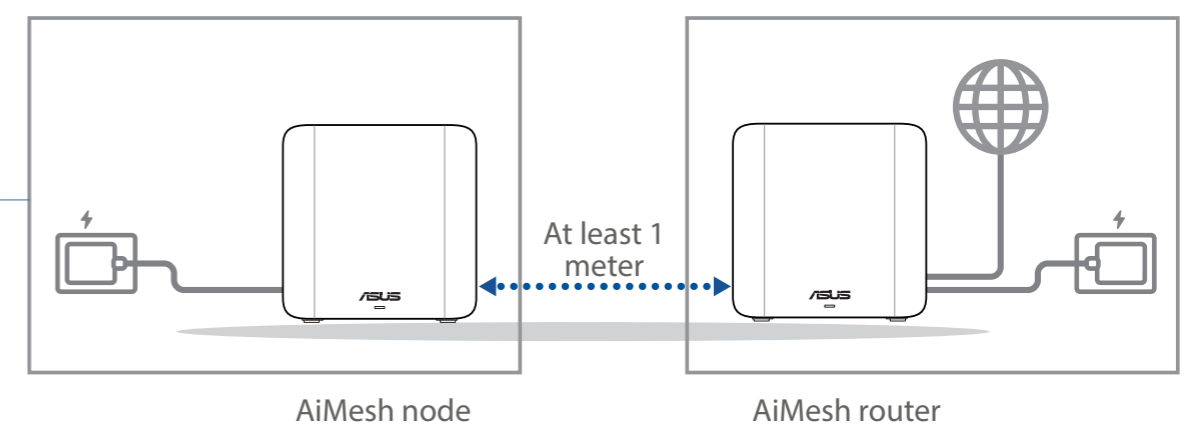 At least 1
meter
ASUS
ASUS
AiMesh node
AiMesh router